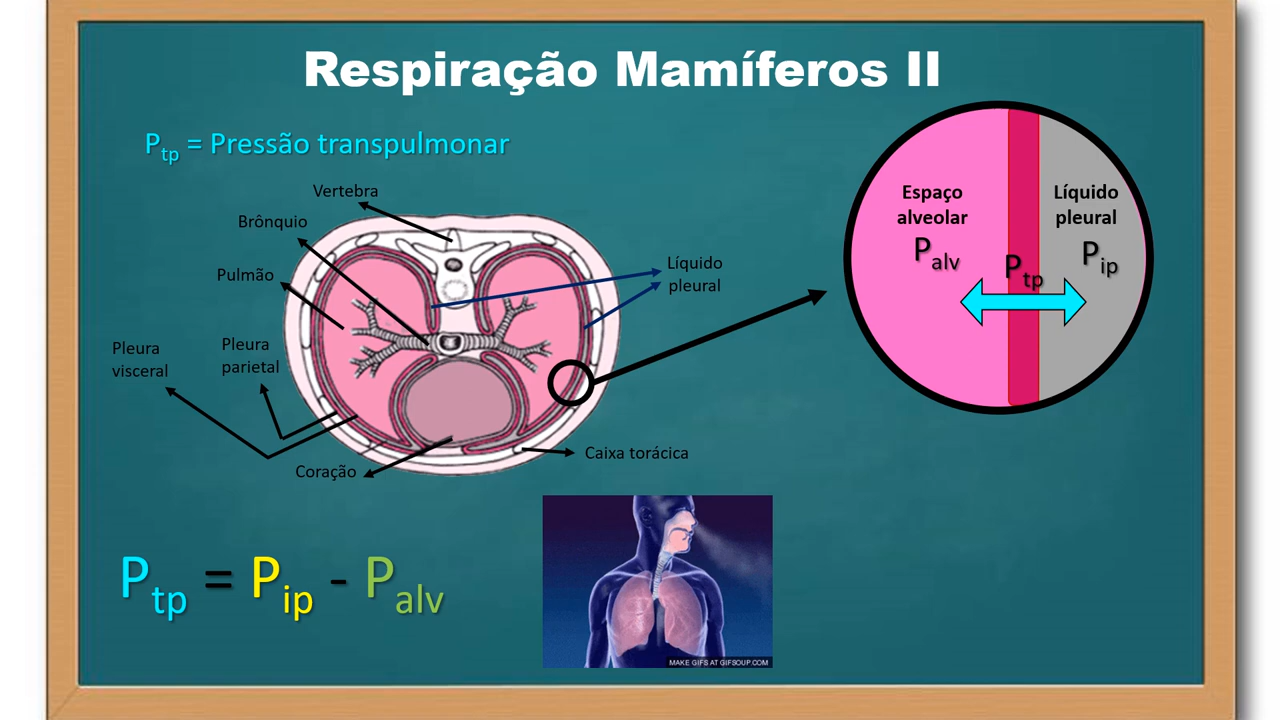 Respiração Mamíferos II
Ptp = Pressão transpulmonar
Vertebra
Brônquio
Pulmão
Pleura
visceral
Pleura
parietal
Coração
Líquido
pleural
Caixa torácica
Espaço
alveolar
Palv
Ptp
Líquido
pleural
Pip
Ptp = Pip - Palv
MAKE GIFS AT GIFSOUP.COM